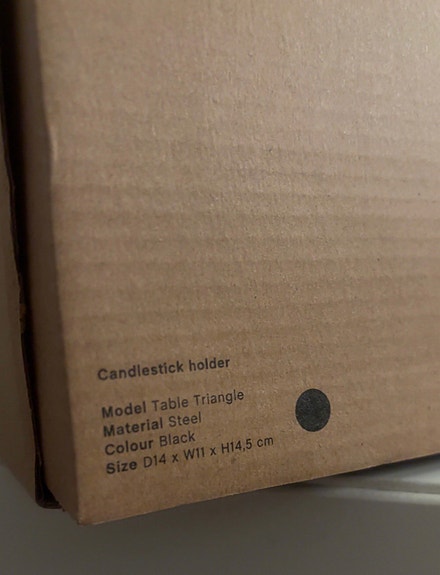 Candlestick holder
Model Table Triangle
Material Steel
Colour Black
Size D14 x W11 x H14,5 cm